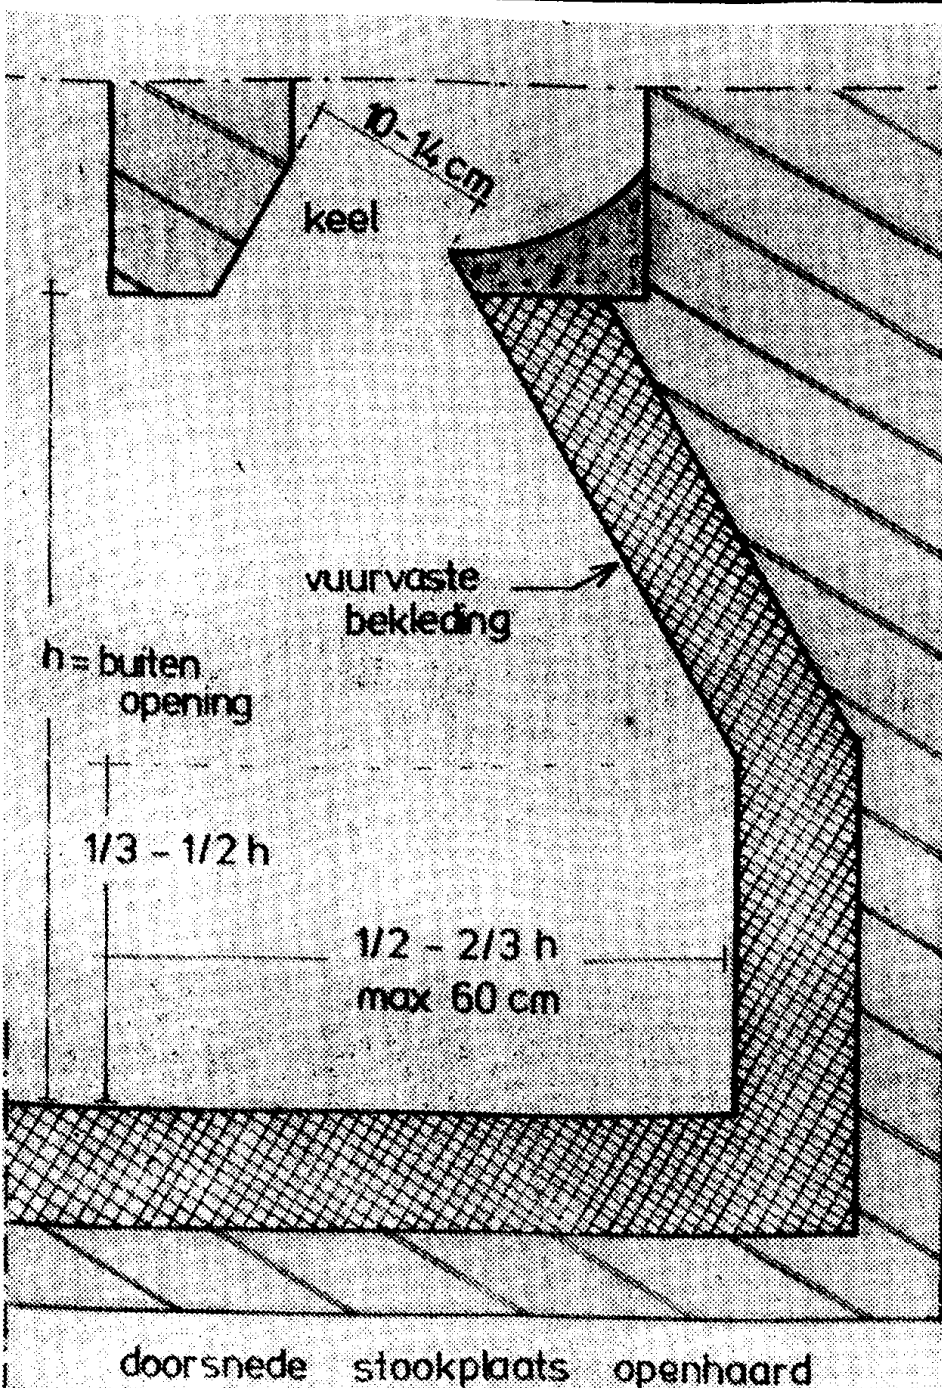 10-14 cm
keel
vuurvaste
bekleding
h = buiten
opening
1/3 - 1/2 h
1/2 - 2/3 h
max 60 cm
doorsnede stookplaats openhaard